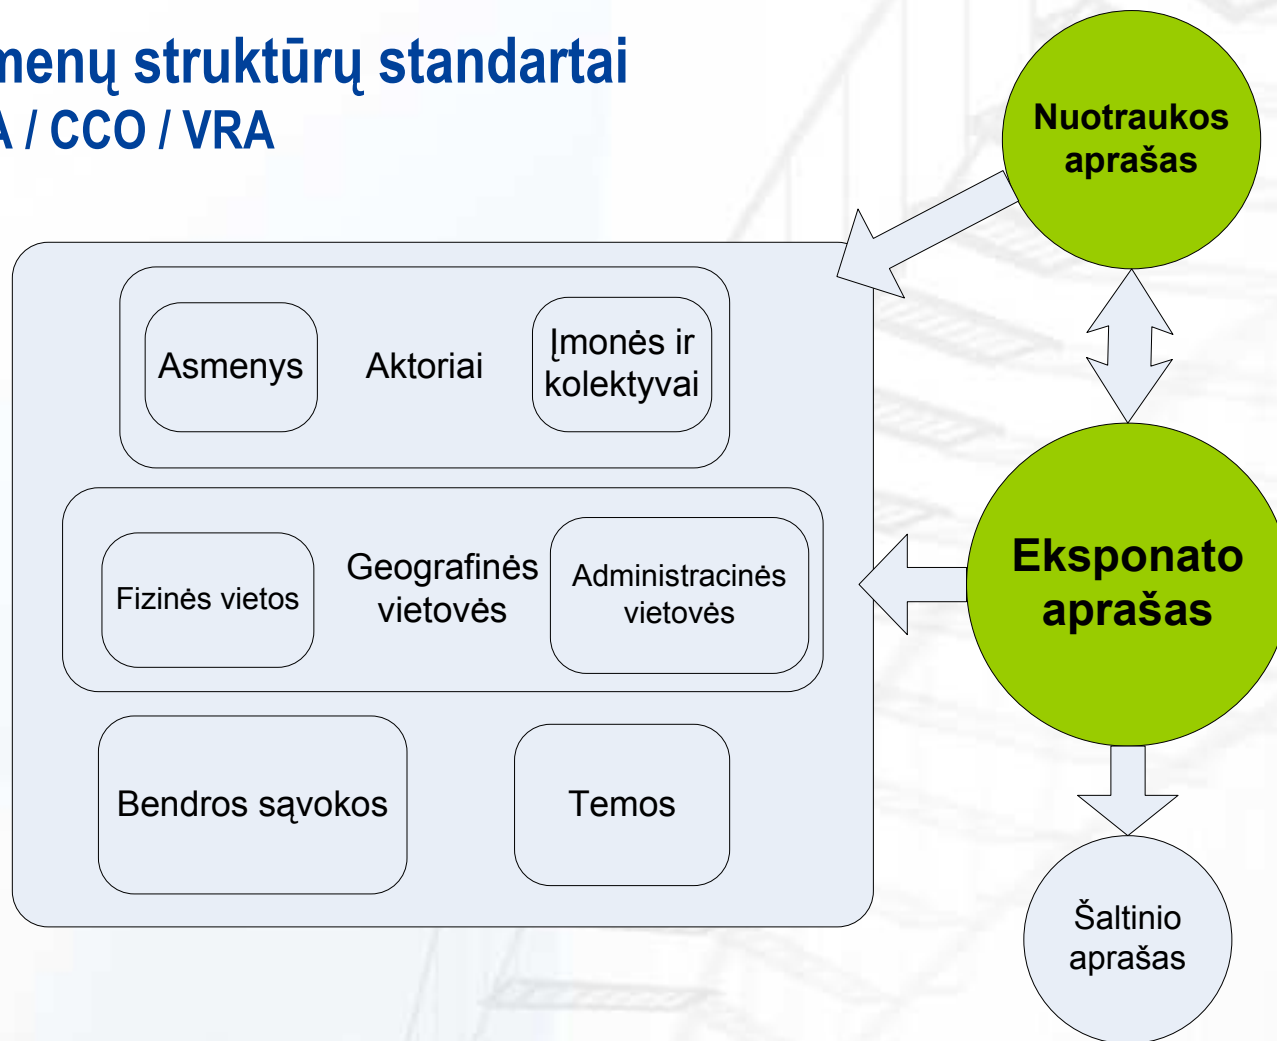 menų struktūrų standartai
A / CCO / VRA
Nuotraukos
aprašas
Asmenys
Aktoriai
Įmonės ir
kolektyvai
Fizinės vietos
Geografinės
vietovės
Administracinės
vietovės
Eksponato
aprašas
Bendros sąvokos
Temos
Šaltinio
aprašas